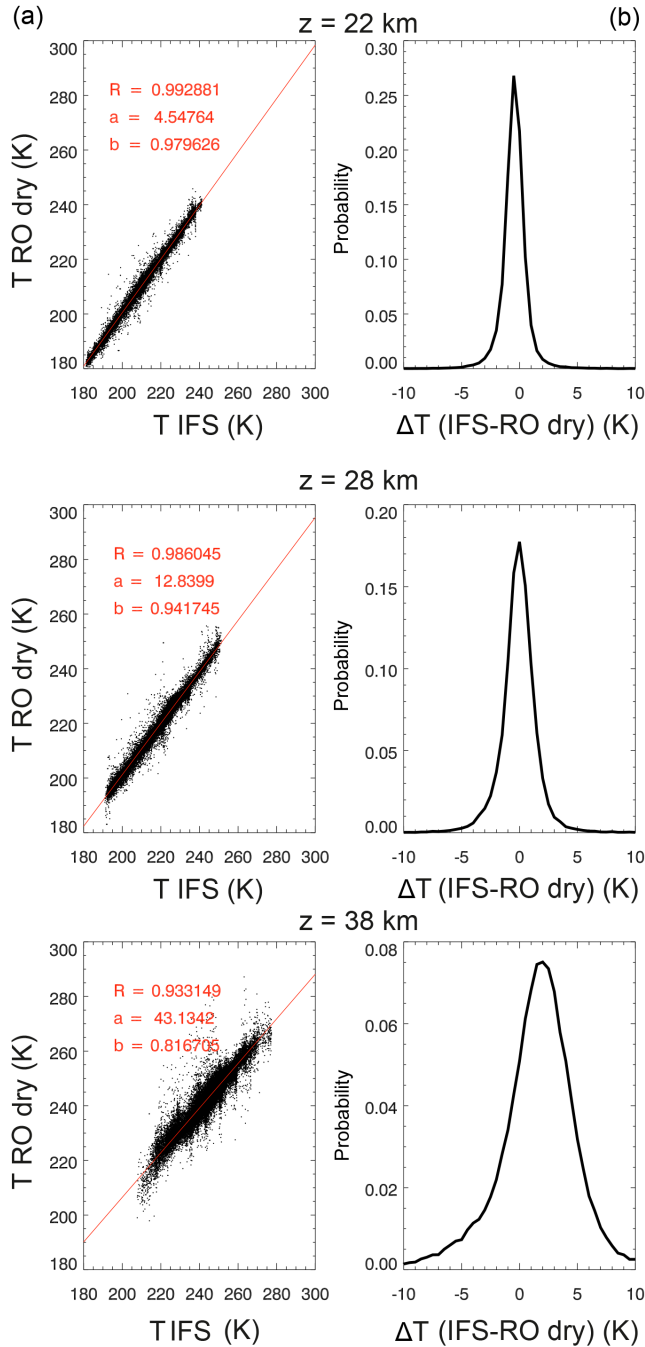 (a) z = 22 km (b)
300
280
260
240
220
200
180
T RO dry (K)
R = 0.992881
a = 4.54764
b = 0.979626
180 200 220 240 260 280 300
T IFS (K)
0.30
0.25
0.20
0.15
0.10
0.05
0.00
Probability
-10 -5 0 5 10
ΔT (IFS-RO dry) (K)
z = 28 km
300
280
260
240
220
200
180
T RO dry (K)
R = 0.986045
a = 12.8399
b = 0.941745
180 200 220 240 260 280 300
T IFS (K)
0.20
0.15
0.10
0.05
0.00
Probability
-10 -5 0 5 10
ΔT (IFS-RO dry) (K)
z = 38 km
300
280
260
240
220
200
180
T RO dry (K)
R = 0.933149
a = 43.1342
b = 0.816705
180 200 220 240 260 280 300
T IFS (K)
0.08
0.06
0.04
0.02
0.00
Probability
-10 -5 0 5 10
ΔT (IFS-RO dry) (K)